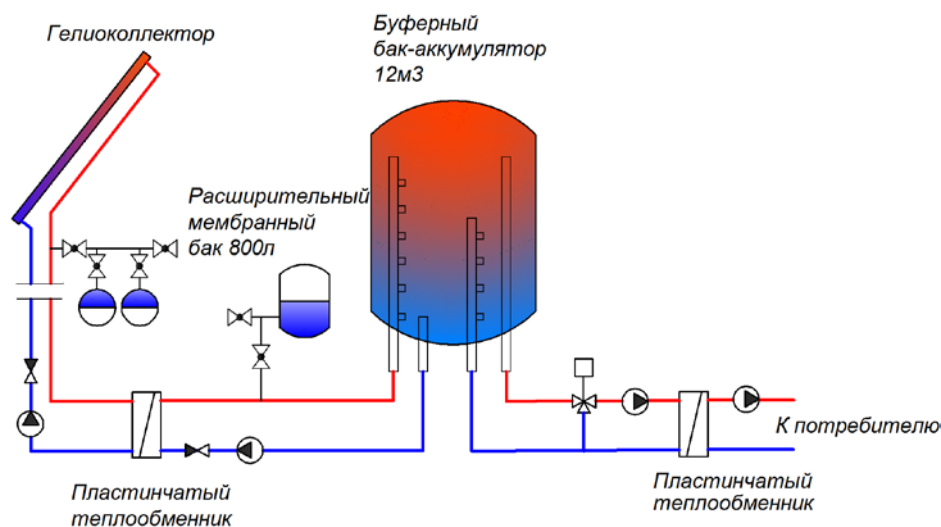 Гелиоколлектор
Буферный
бак-аккумулятор
12м3
Расширительный
мембранный
бак 800л
К потребителю
Пластинчатый
теплообменник
Пластинчатый
теплообменник